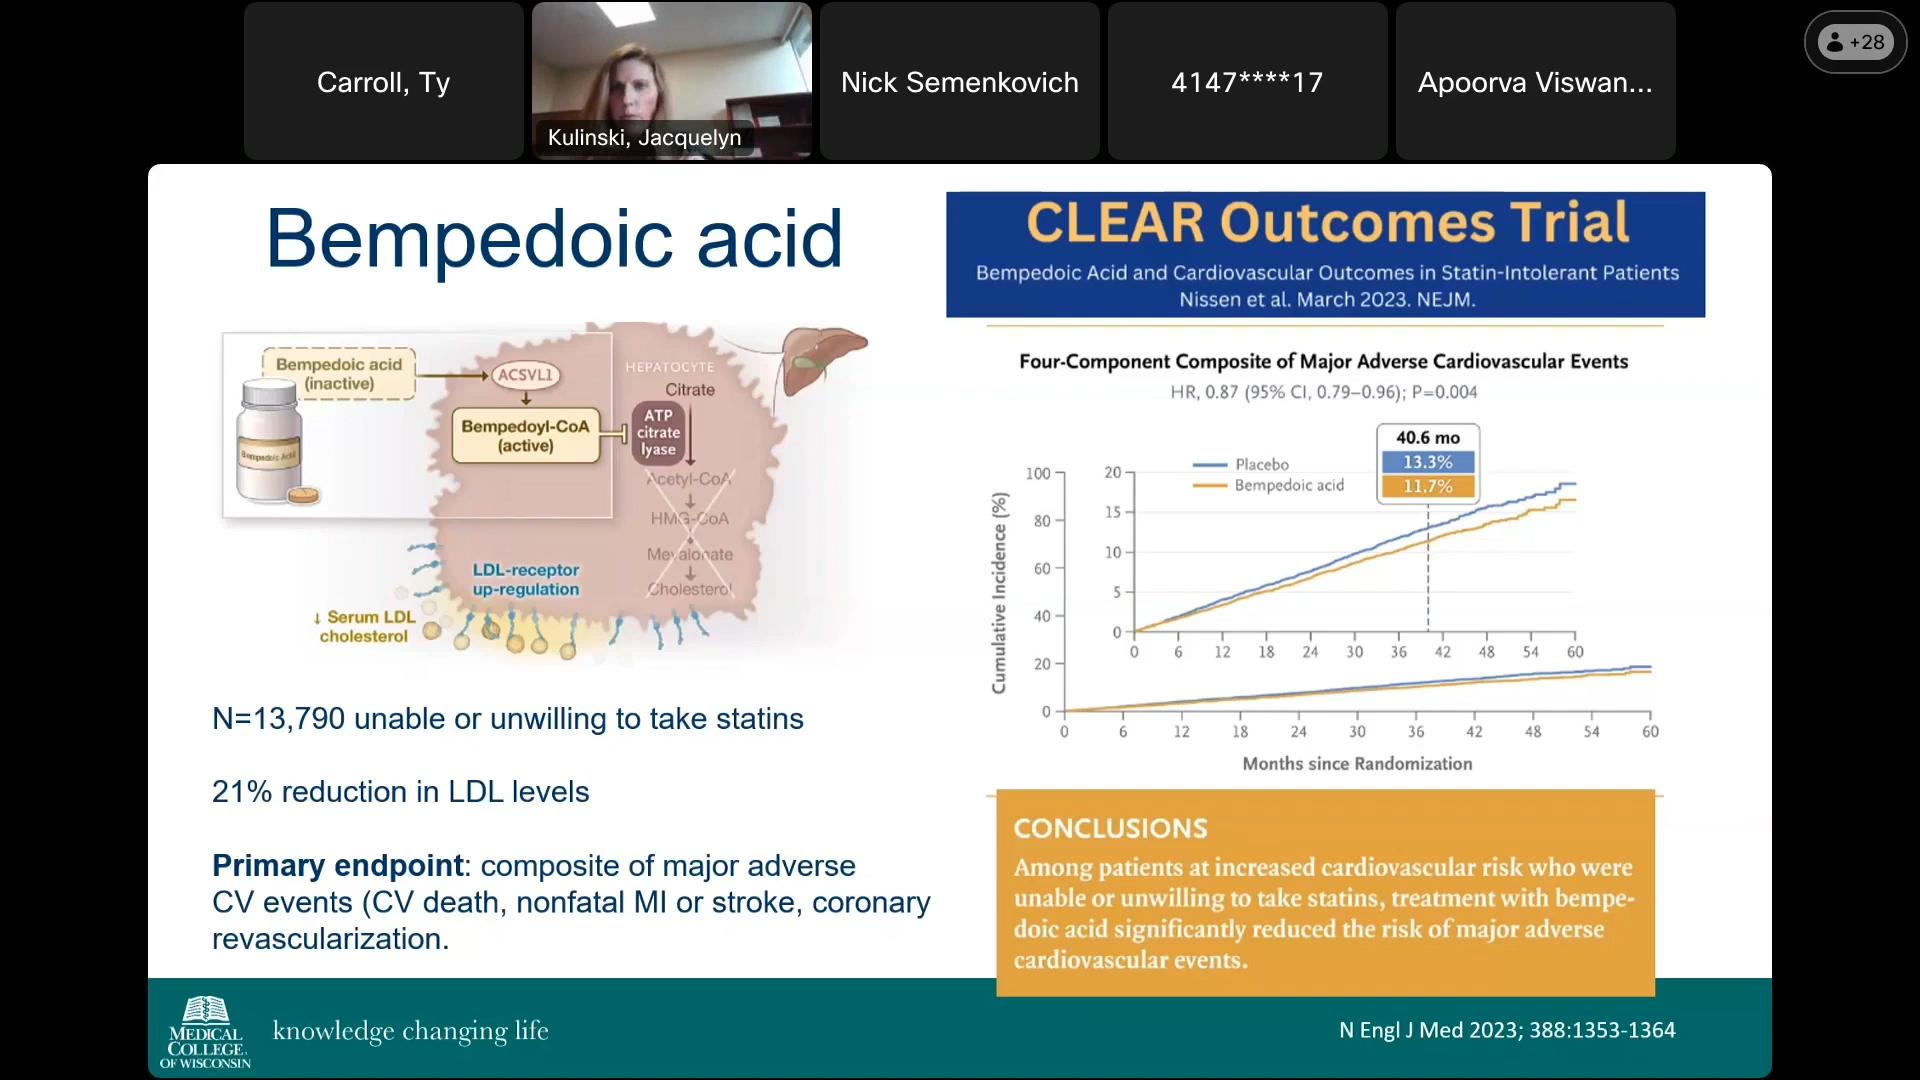 Carroll, Ty
Kulinski, Jacquelyn
Nick Semenkovich
4147****17
Apoorva Viswan...
+28
Bempedoic acid
Bempedoic acid
(inactive)
ACSVL1
Bempedoic Acid
Bempedoyl-CoA
(active)
HEPATOCYTE
Citrate
ATP
citrate
lyase
Acetyl-CoA
HMG-CoA
Mevalonate
Cholesterol
LDL-receptor
up-regulation
↓ Serum LDL
cholesterol
N=13,790 unable or unwilling to take statins
21% reduction in LDL levels
Primary endpoint: composite of major adverse
CV events (CV death, nonfatal MI or stroke, coronary
revascularization.
CLEAR Outcomes Trial
Bempedoic Acid and Cardiovascular Outcomes in Statin-Intolerant Patients
Nissen et al. March 2023. NEJM.
Four-Component Composite of Major Adverse Cardiovascular Events
HR, 0.87 (95% CI, 0.79–0.96); P=0.004
40.6 mo
13.3%
11.7%
Placebo
Bempedoic acid
Cumulative Incidence (%)
100
80
60
40
20
0
20
15
10
5
0
0 6 12 18 24 30 36 42 48 54 60
0 6 12 18 24 30 36 42 48 54 60
Months since Randomization
CONCLUSIONS
Among patients at increased cardiovascular risk who were
unable or unwilling to take statins, treatment with bempe-
doic acid significantly reduced the risk of major adverse
cardiovascular events.
MEDICAL
COLLEGE
OF WISCONSIN
knowledge changing life
N Engl J Med 2023; 388:1353-1364